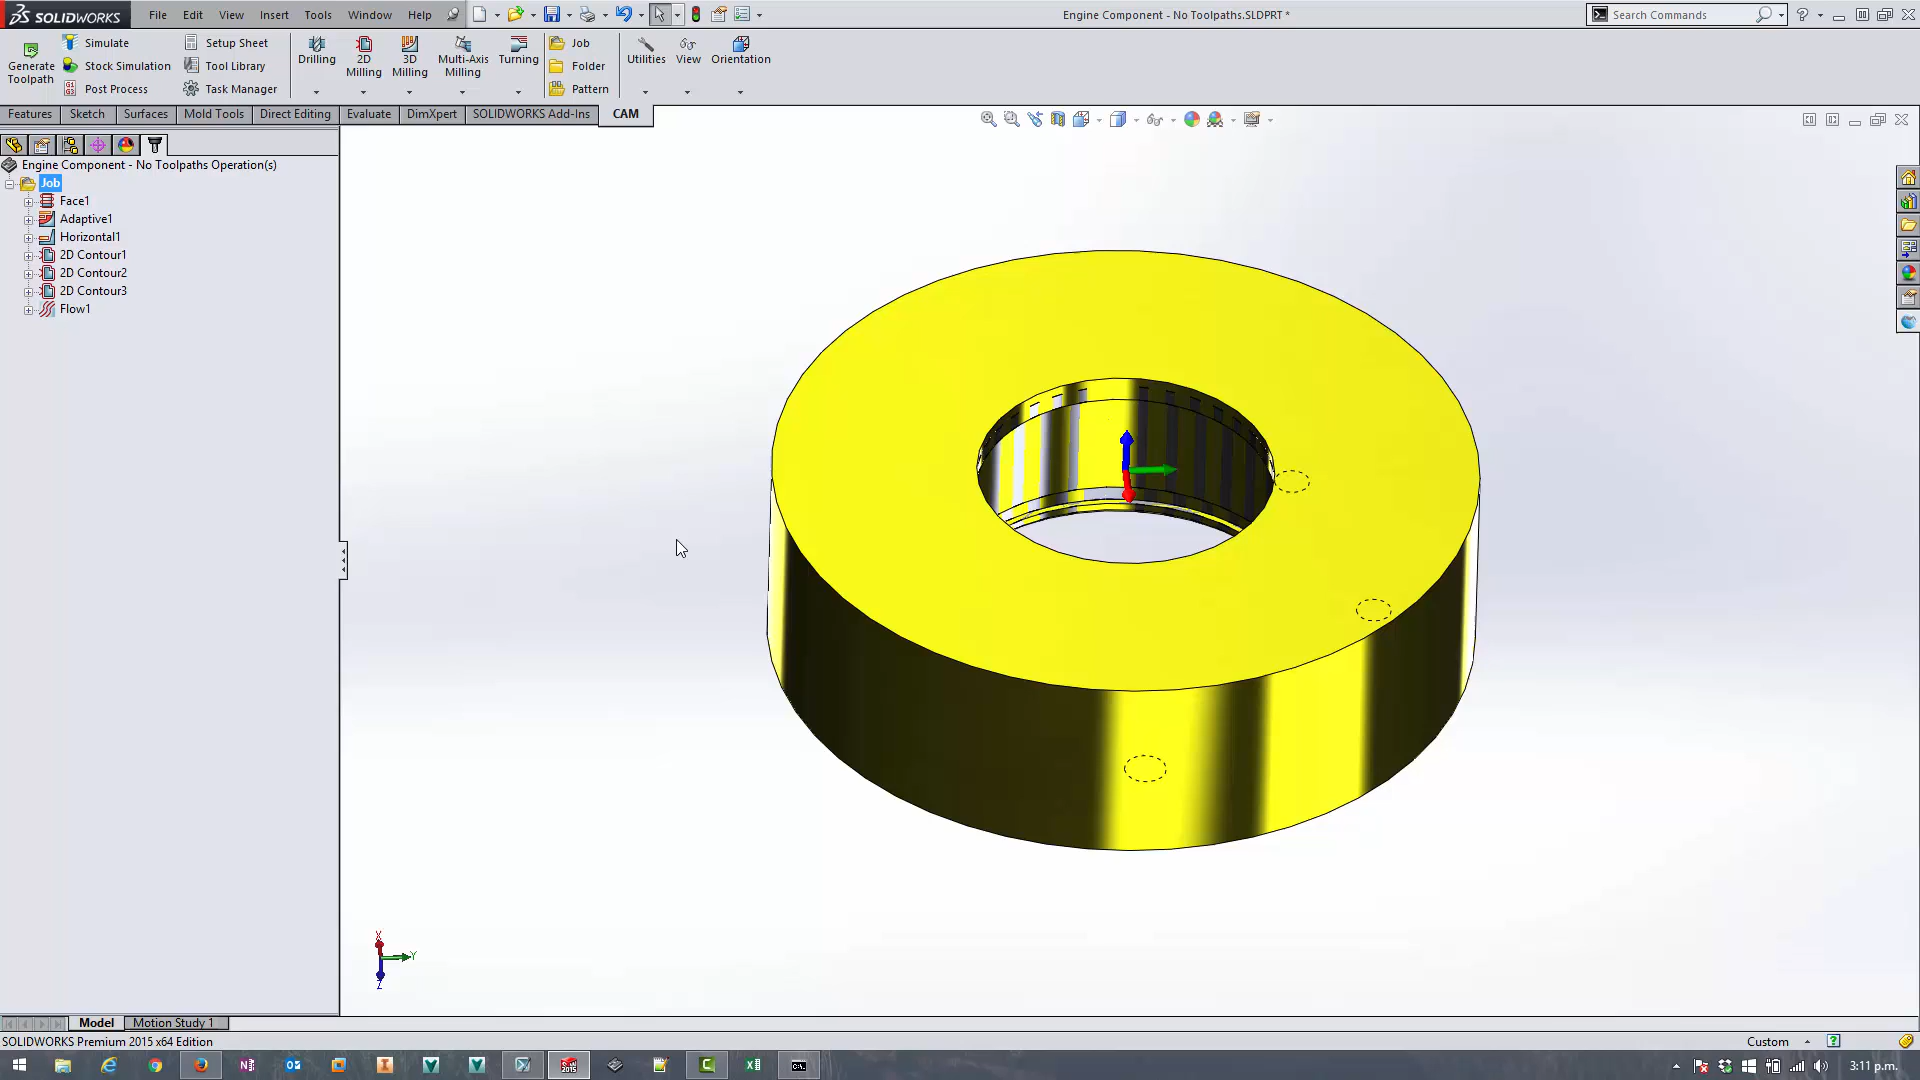 SOLIDWORKS File Edit View Insert Tools Window Help Engine Component - No Toolpaths.SLDPRT * Search Commands
Generate Toolpath
Simulate
Stock Simulation
Post Process
Setup Sheet
Tool Library
Task Manager
Drilling
2D Milling
3D Milling
Multi-Axis Milling
Turning
Job
Folder
Pattern
Utilities
View
Orientation
Features Sketch Surfaces Mold Tools Direct Editing Evaluate DimXpert SOLIDWORKS Add-Ins CAM
Engine Component - No Toolpaths Operation(s)
Job
Face1
Adaptive1
Horizontal1
2D Contour1
2D Contour2
2D Contour3
Flow1
X
Y
Z
Model Motion Study 1
SOLIDWORKS Premium 2015 x64 Edition Custom
3:11 p.m.